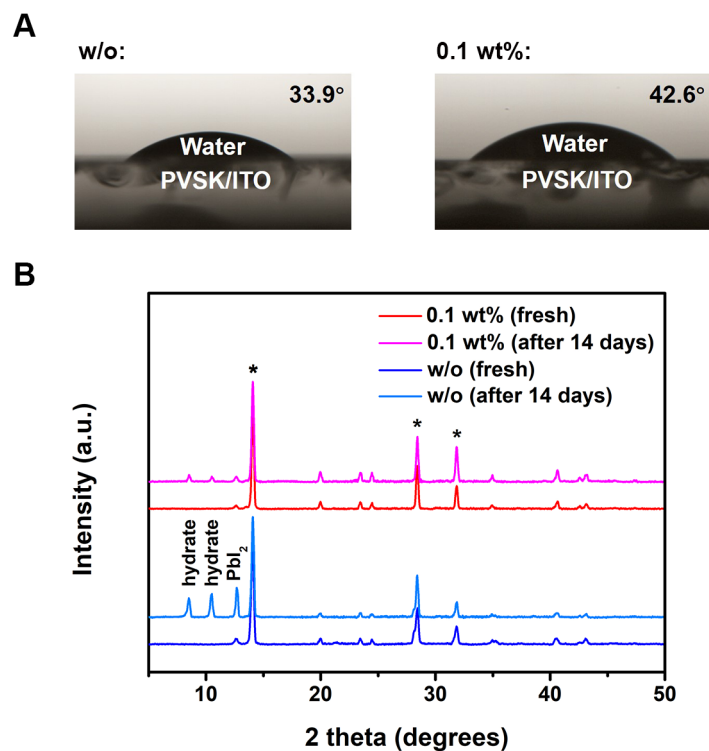 A
w/o:
0.1 wt%:
33.9°
42.6°
Water
PVSK/ITO
Water
PVSK/ITO
B
0.1 wt% (fresh)
0.1 wt% (after 14 days)
w/o (fresh)
w/o (after 14 days)
*
*
*
hydrate
hydrate
PbI₂
Intensity (a.u.)
10
20
30
40
50
2 theta (degrees)